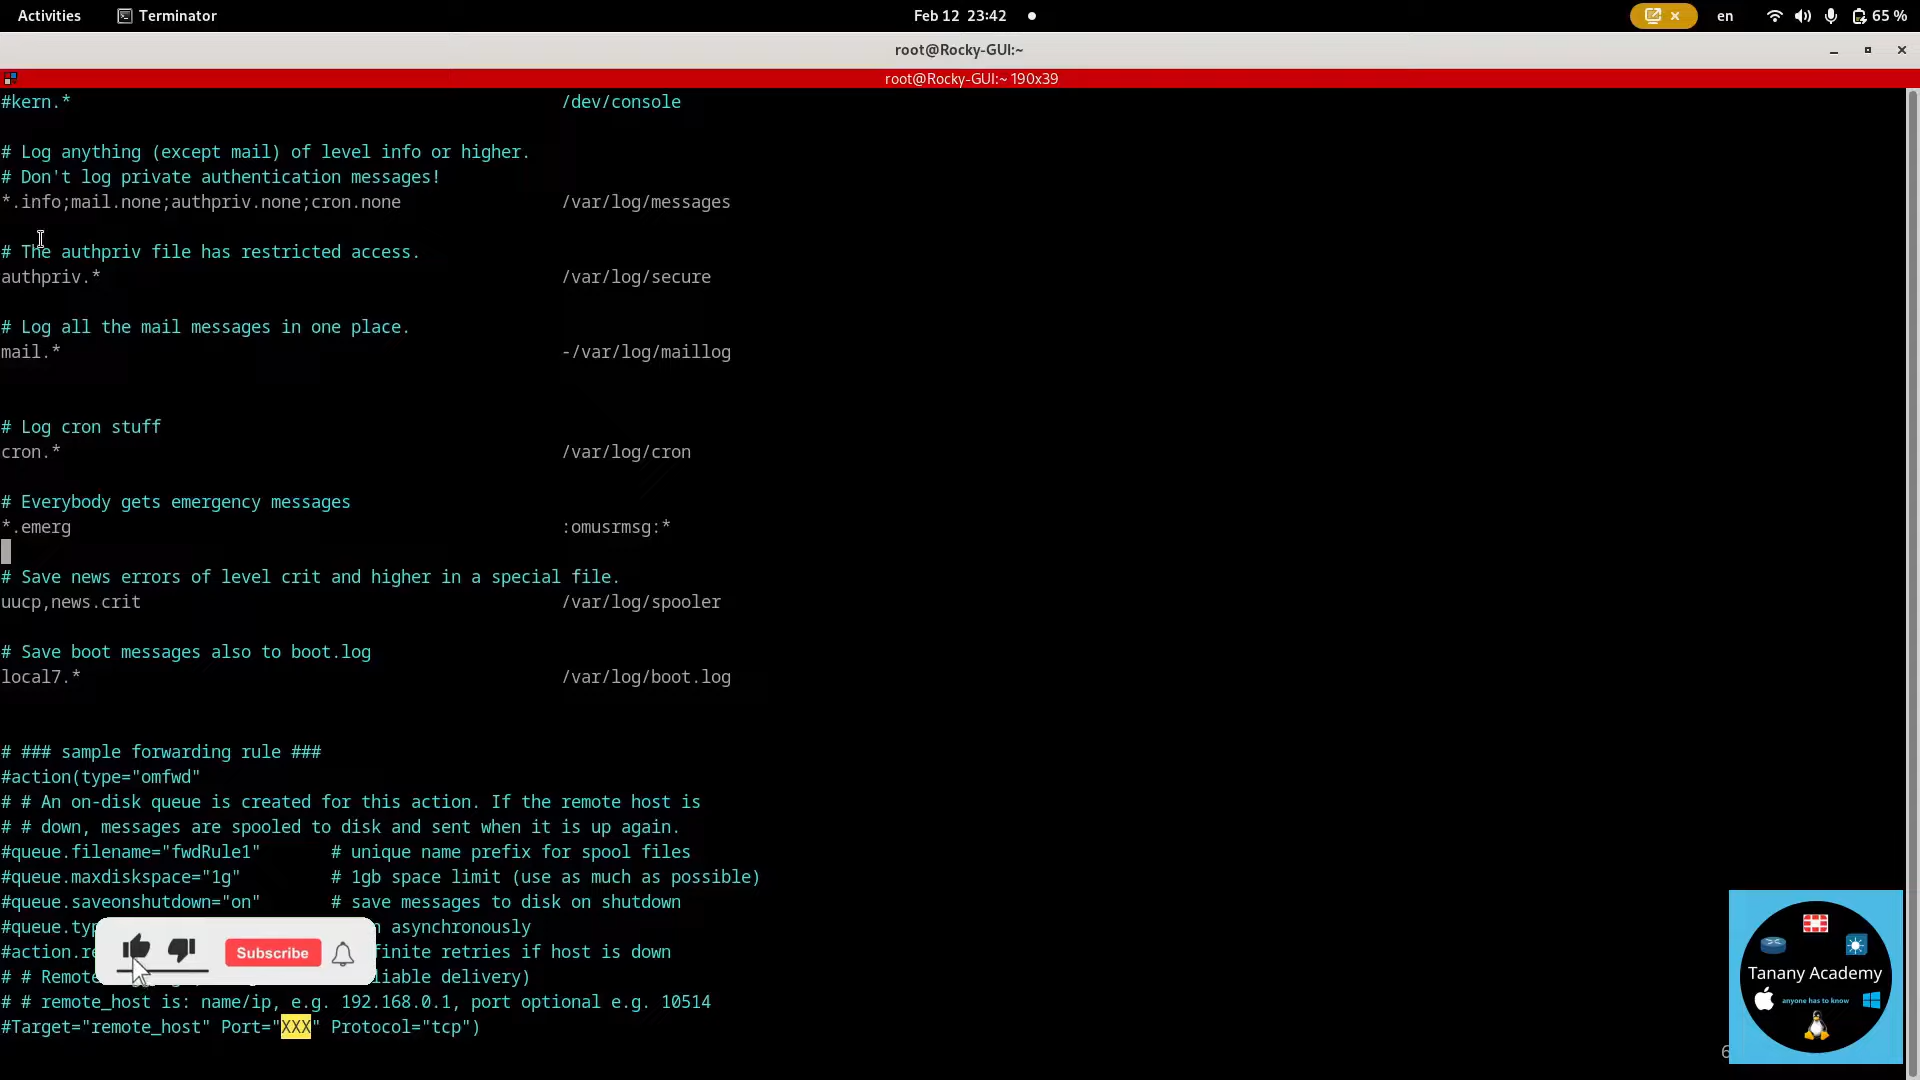 Activities Terminator Feb 12 23:42 en 65 %
root@Rocky-GUI:~
root@Rocky-GUI:~ 190x39
#kern.* /dev/console
# Log anything (except mail) of level info or higher.
# Don't log private authentication messages!
*.info;mail.none;authpriv.none;cron.none /var/log/messages
# The authpriv file has restricted access.
authpriv.* /var/log/secure
# Log all the mail messages in one place.
mail.* -/var/log/maillog
# Log cron stuff
cron.* /var/log/cron
# Everybody gets emergency messages
*.emerg :omusrmsg:*
# Save news errors of level crit and higher in a special file.
uucp,news.crit /var/log/spooler
# Save boot messages also to boot.log
local7.* /var/log/boot.log
# ### sample forwarding rule ###
#action(type="omfwd"
# # An on-disk queue is created for this action. If the remote host is
# # down, messages are spooled to disk and sent when it is up again.
#queue.filename="fwdRule1" # unique name prefix for spool files
#queue.maxdiskspace="1g" # 1gb space limit (use as much as possible)
#queue.saveonshutdown="on" # save messages to disk on shutdown
asynchronously
retries if host is down
# # delivery)
Subscribe
# # remote_host is: name/ip, e.g. 192.168.0.1, port optional e.g. 10514
#Target="remote_host" Port="XXX" Protocol="tcp")
Tanany Academy
anyone has to know